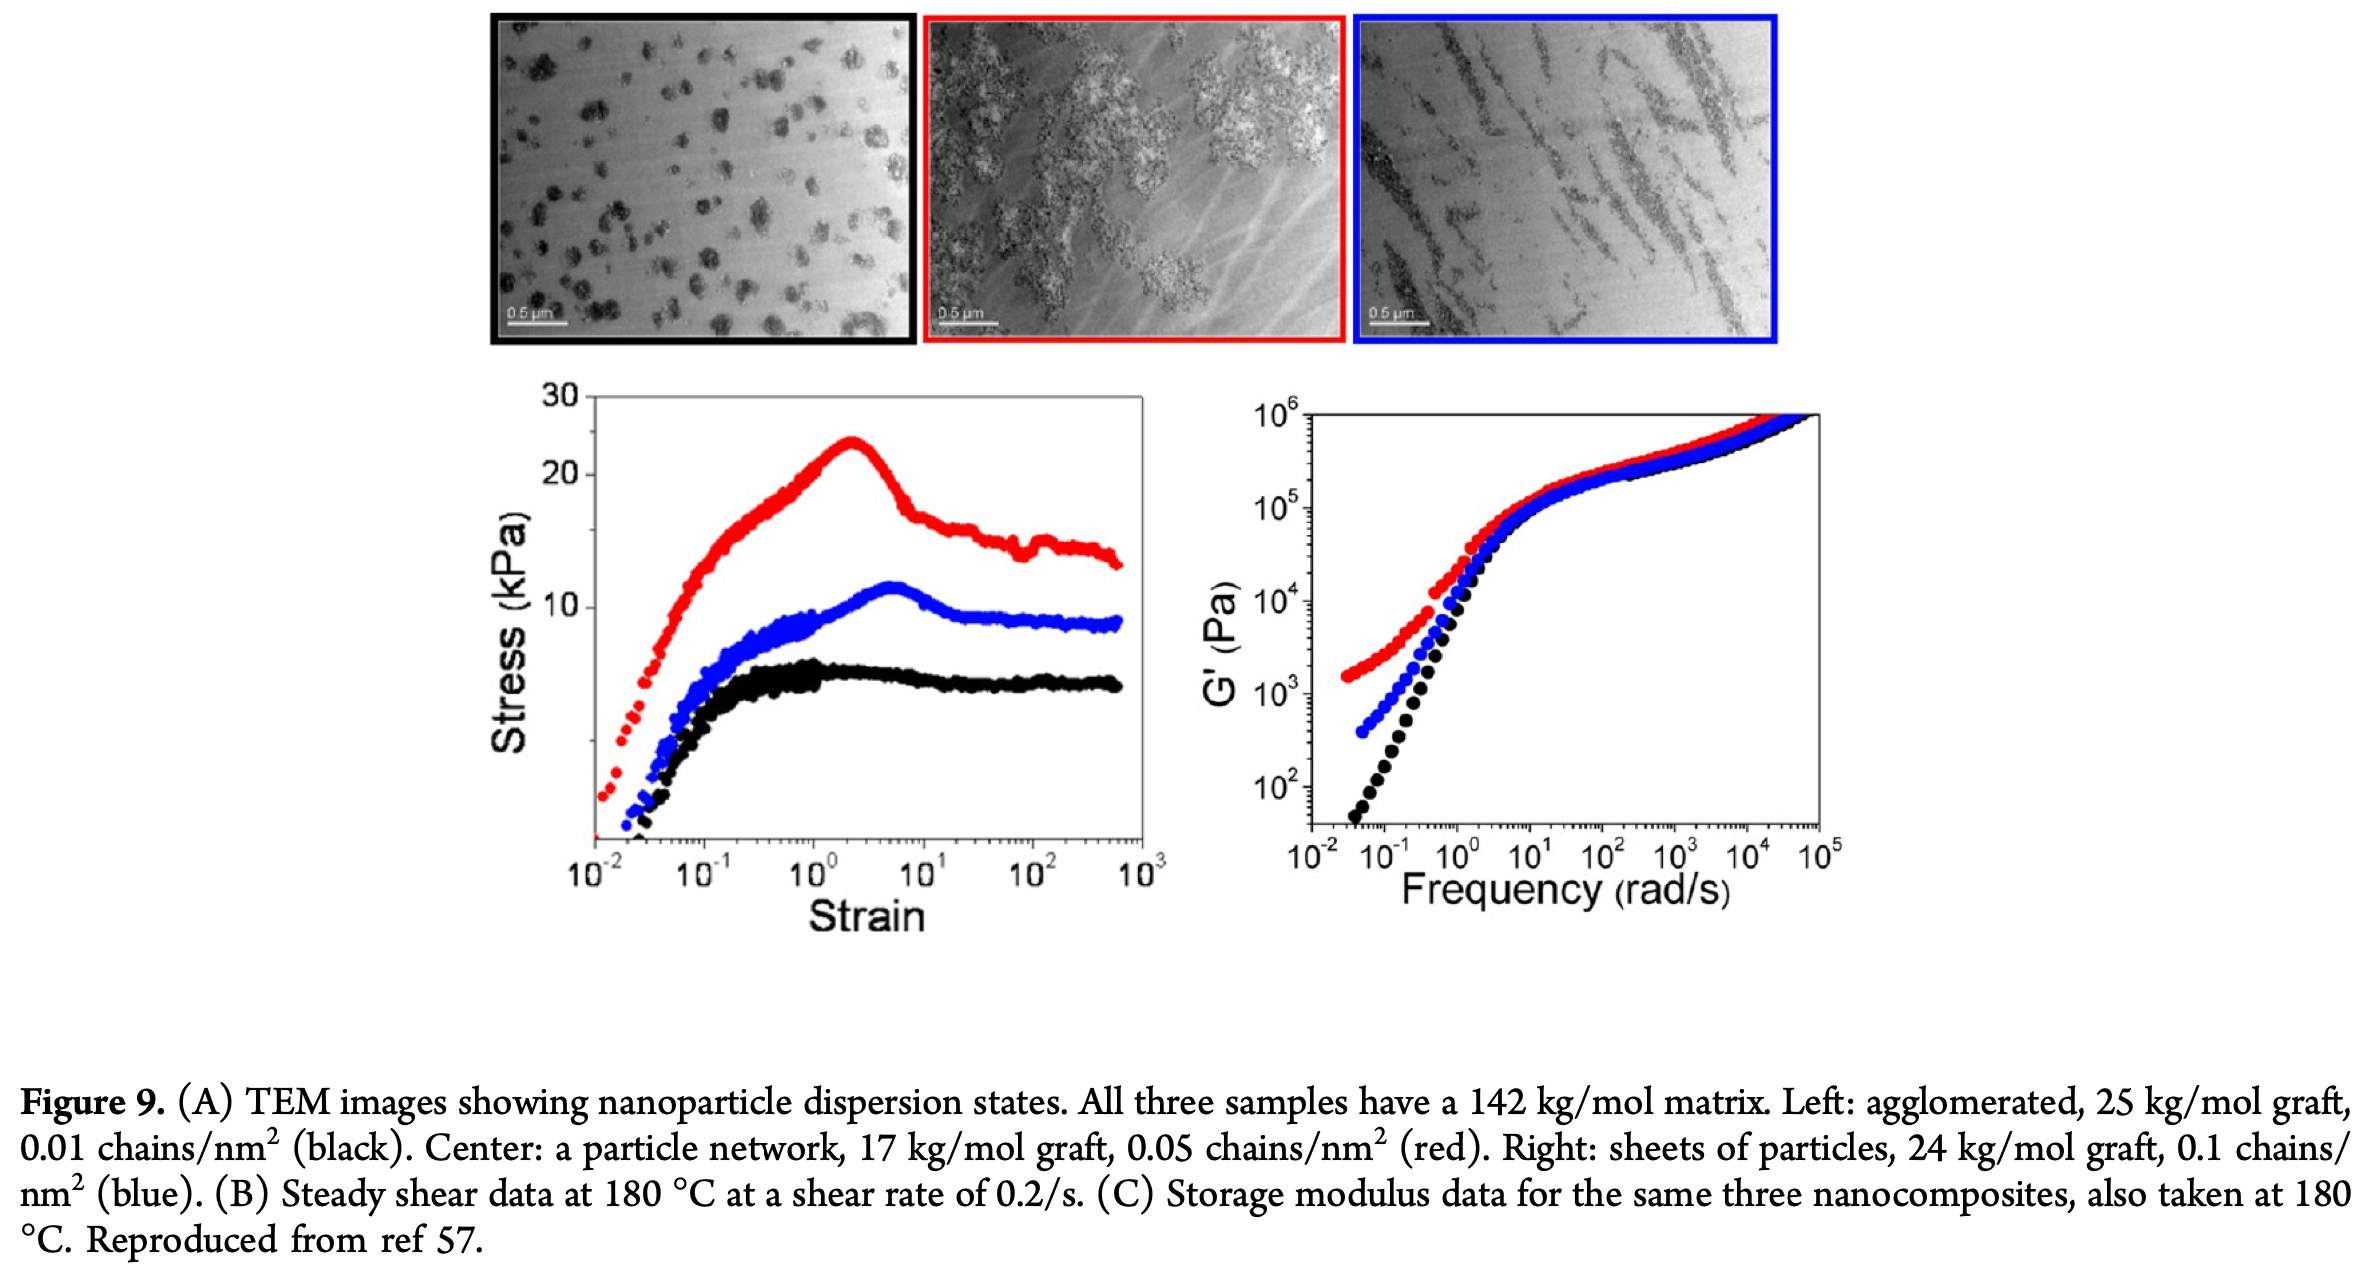 0.5 µm
0.5 µm
0.5 µm
30
20
10
Stress (kPa)
10⁻² 10⁻¹ 10⁰ 10¹ 10² 10³
Strain
10⁶
10⁵
10⁴
10³
10²
G' (Pa)
10⁻² 10⁻¹ 10⁰ 10¹ 10² 10³ 10⁴ 10⁵
Frequency (rad/s)
Figure 9. (A) TEM images showing nanoparticle dispersion states. All three samples have a 142 kg/mol matrix. Left: agglomerated, 25 kg/mol graft,
0.01 chains/nm² (black). Center: a particle network, 17 kg/mol graft, 0.05 chains/nm² (red). Right: sheets of particles, 24 kg/mol graft, 0.1 chains/
nm² (blue). (B) Steady shear data at 180 °C at a shear rate of 0.2/s. (C) Storage modulus data for the same three nanocomposites, also taken at 180
°C. Reproduced from ref 57.